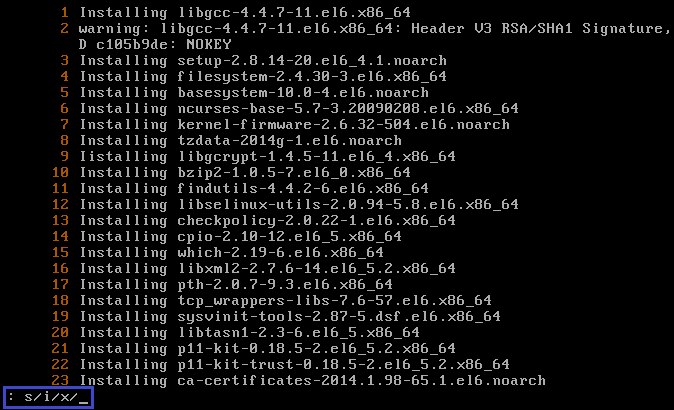 1 Installing libgcc-4.4.7-11.el6.x86_64
2 warning: libgcc-4.4.7-11.el6.x86_64: Header V3 RSA/SHA1 Signature,
D c105b9de: NOKEY
3 Installing setup-2.8.14-20.el6_4.1.noarch
4 Installing filesystem-2.4.30-3.el6.x86_64
5 Installing basesystem-10.0-4.el6.noarch
6 Installing ncurses-base-5.7-3.20090208.el6.x86_64
7 Installing kernel-firmware-2.6.32-504.el6.noarch
8 Installing tzdata-2014g-1.el6.noarch
9 Iistalling libgcrypt-1.4.5-11.el6_4.x86_64
10 Installing bzip2-1.0.5-7.el6_0.x86_64
11 Installing findutils-4.4.2-6.el6.x86_64
12 Installing libselinux-utils-2.0.94-5.8.el6.x86_64
13 Installing checkpolicy-2.0.22-1.el6.x86_64
14 Installing cpio-2.10-12.el6_5.x86_64
15 Installing which-2.19-6.el6.x86_64
16 Installing libxml2-2.7.6-14.el6_5.2.x86_64
17 Installing pth-2.0.7-9.3.el6.x86_64
18 Installing tcp_wrappers-libs-7.6-57.el6.x86_64
19 Installing sysvinit-tools-2.87-5.dsf.el6.x86_64
20 Installing libtasn1-2.3-6.el6_5.x86_64
21 Installing p11-kit-0.18.5-2.el6_5.2.x86_64
22 Installing p11-kit-trust-0.18.5-2.el6_5.2.x86_64
23 Installing ca-certificates-2014.1.98-65.1.el6.noarch
: s/i/x/_